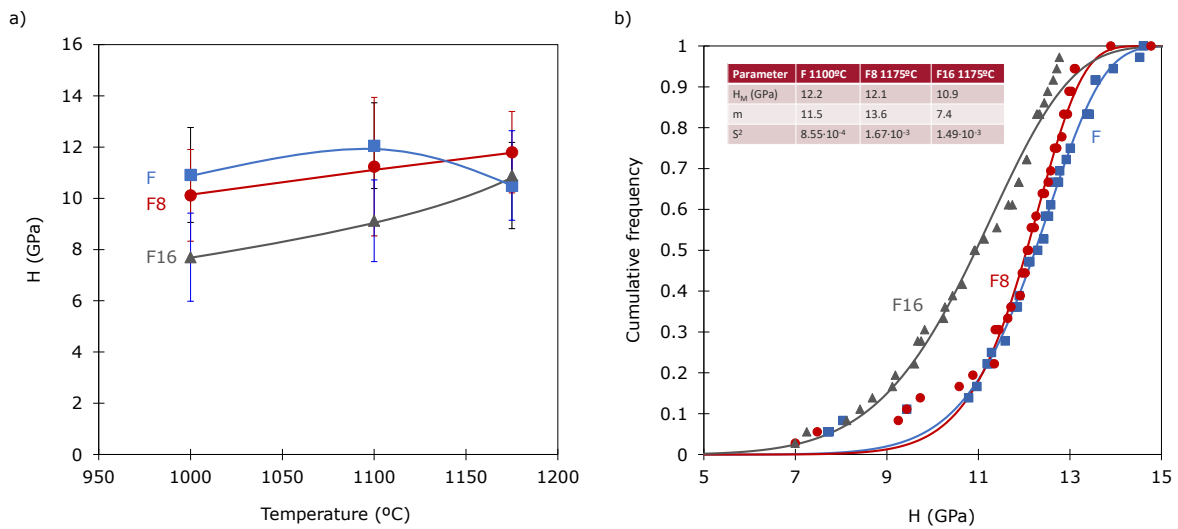 a)
16
14
12
10
8
6
4
2
0
H (GPa)
F
F8
F16
950 1000 1050 1100 1150 1200
Temperature (ºC)
b)
1
0.9
0.8
0.7
0.6
0.5
0.4
0.3
0.2
0.1
0
Cumulative frequency
Parameter F 1100ºC F8 1175ºC F16 1175ºC
H_M (GPa) 12.2 12.1 10.9
m 11.5 13.6 7.4
S² 8.55·10⁻⁴ 1.67·10⁻³ 1.49·10⁻³
F
F8
F16
5 7 9 11 13 15
H (GPa)